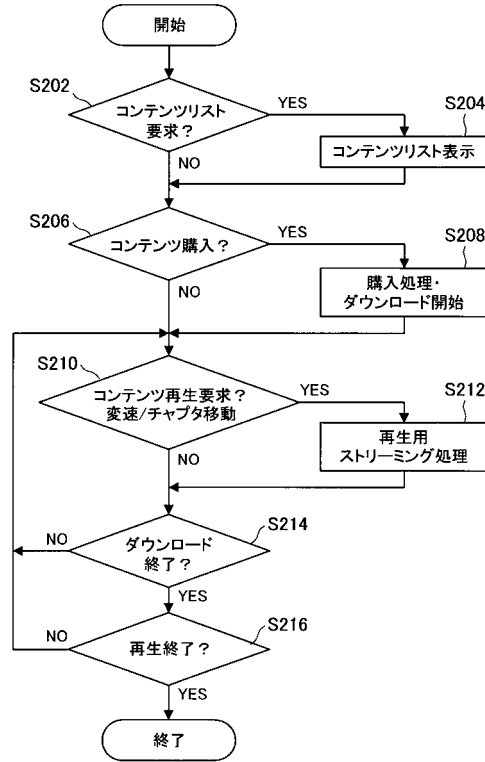 開始
S202
コンテンツリスト
要求？
YES
S204
コンテンツリスト表示
NO
S206
コンテンツ購入？
YES
S208
購入処理・
ダウンロード開始
NO
S210
コンテンツ再生要求？
変速/チャプタ移動
YES
S212
再生用
ストリーミング処理
NO
S214
ダウンロード
終了？
NO
YES
S216
再生終了？
NO
YES
終了